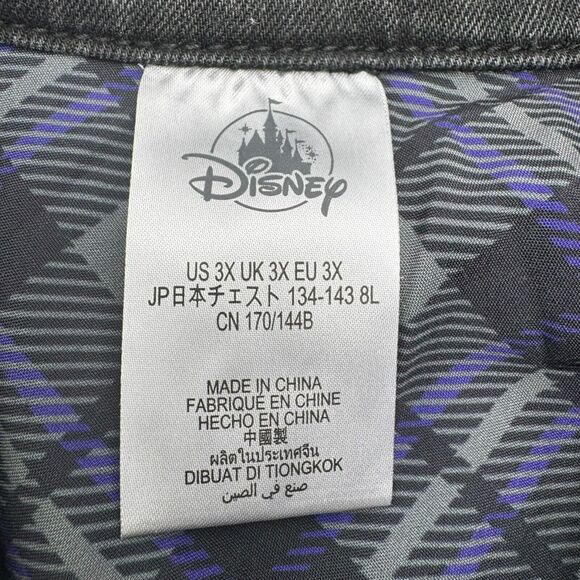 Disney
US 3X UK 3X EU 3X
JP日本チェスト 134-143 8L
CN 170/144B
MADE IN CHINA
FABRIQUÉ EN CHINE
HECHO EN CHINA
中國製
ผลิตในประเทศจีน
DIBUAT DI TIONGKOK
صنع في الصين